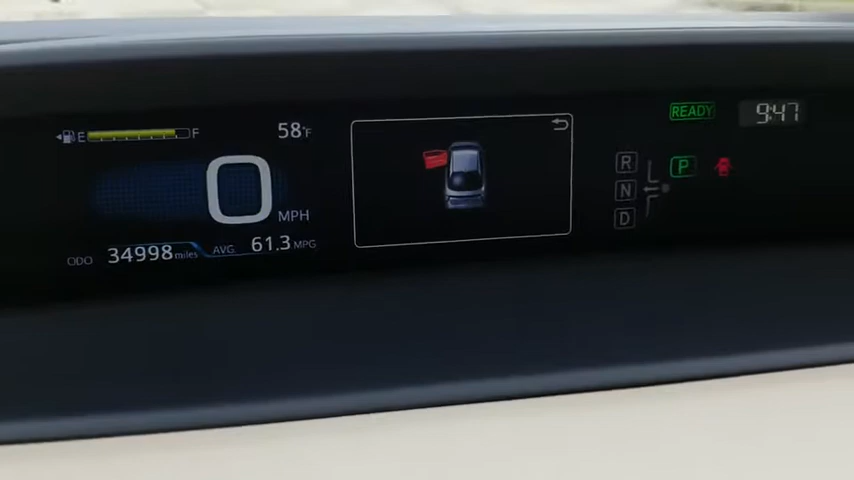 E F 58°F READY 9:47
0 MPH
R P
N
D
ODO 34998 miles AVG 61.3 MPG